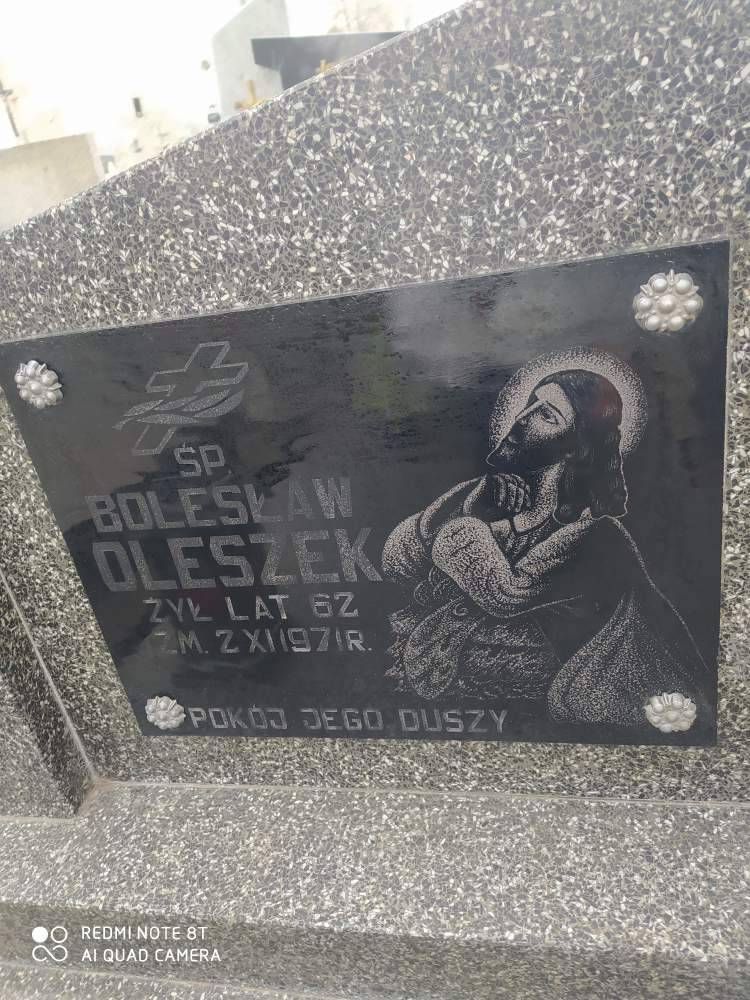 ŚP.
BOLESŁAW
OLESZEK
ŻYŁ LAT 62
ZM. 2 XI 1971 R.
POKÓJ JEGO DUSZY
REDMI NOTE 8T
AI QUAD CAMERA